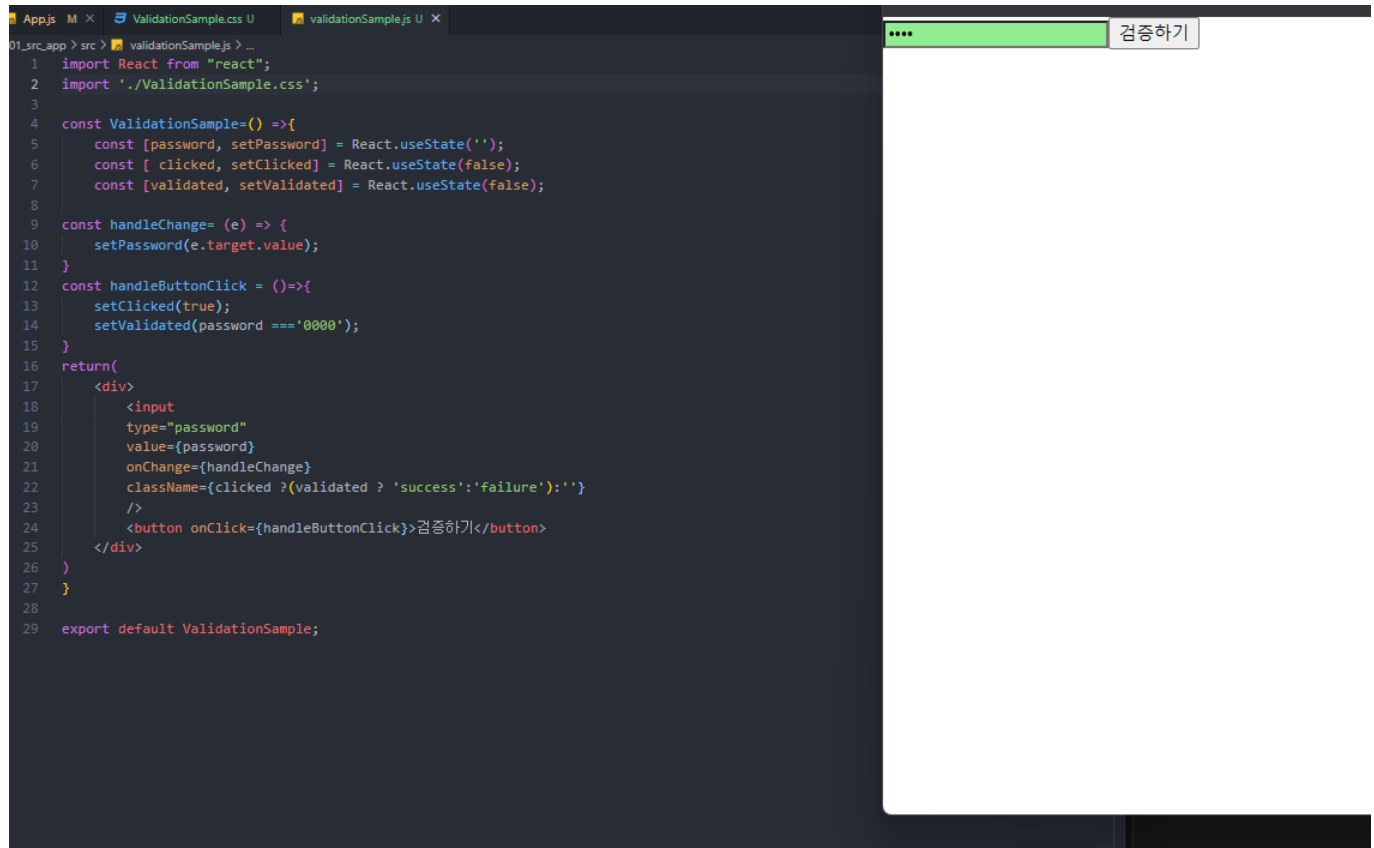 App.js M × ValidationSample.css U validationSample.js U ×
01_src_app > src > validationSample.js > ...
1 import React from "react";
2 import './ValidationSample.css';
3
4 const ValidationSample=() =>{
5 const [password, setPassword] = React.useState('');
6 const [ clicked, setClicked] = React.useState(false);
7 const [validated, setValidated] = React.useState(false);
8
9 const handleChange= (e) => {
10 setPassword(e.target.value);
11 }
12 const handleButtonClick = ()=>{
13 setClicked(true);
14 setValidated(password ==='0000');
15 }
16 return(
17 <div>
18 <input
19 type="password"
20 value={password}
21 onChange={handleChange}
22 className={clicked ?(validated ? 'success':'failure'):''}
23 />
24 <button onClick={handleButtonClick}>검증하기</button>
25 </div>
26 )
27 }
28
29 export default ValidationSample;
•••• 검증하기